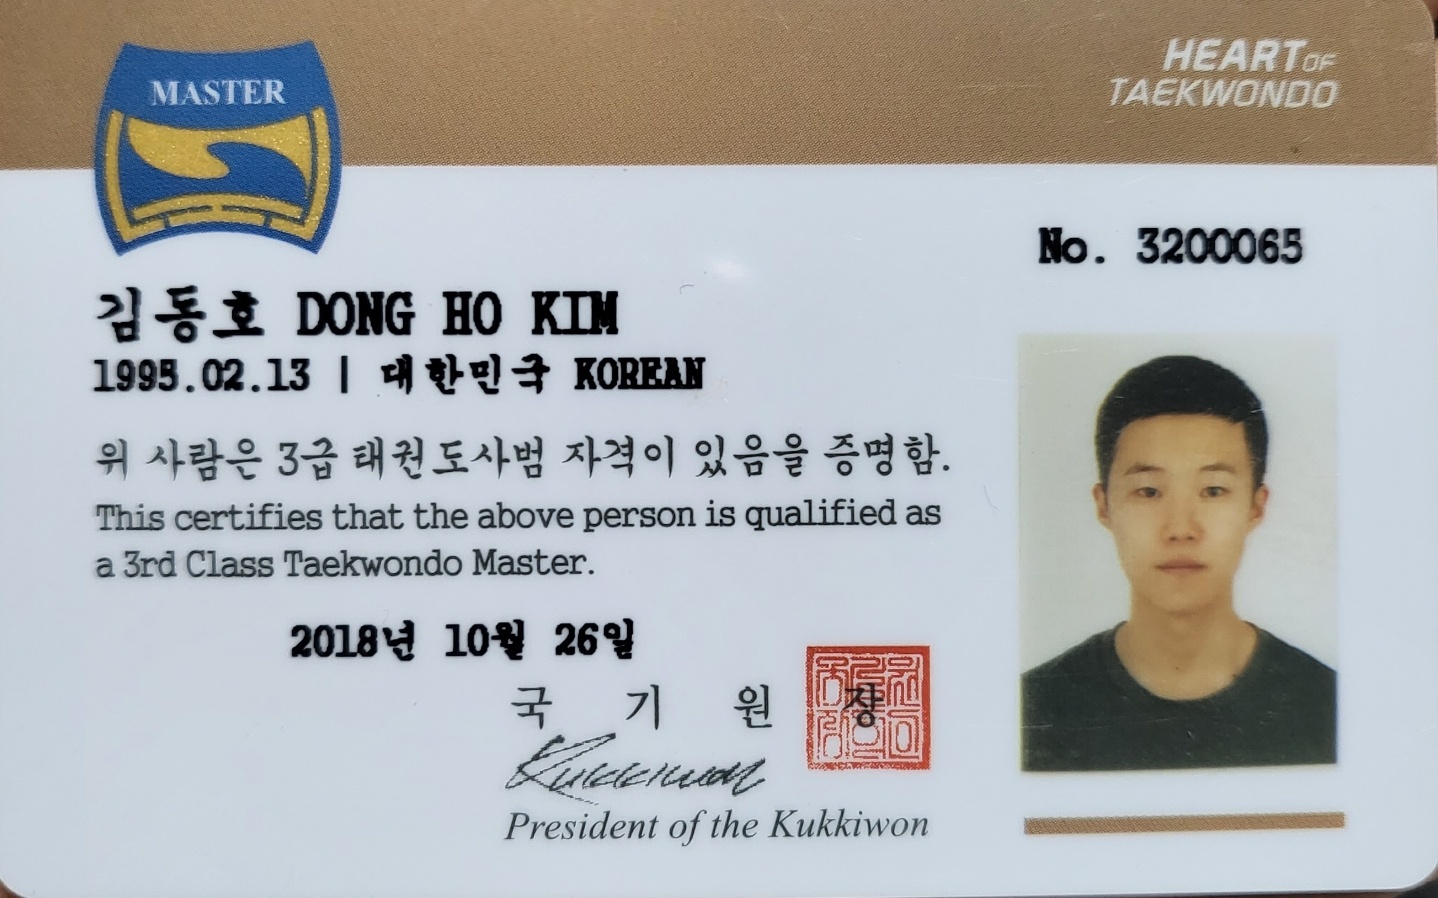 MASTER
HEART OF
TAEKWONDO
No. 3200065
김동호 DONG HO KIM
1995.02.13 | 대한민국 KOREAN
위 사람은 3급 태권도사범 자격이 있음을 증명함.
This certifies that the above person is qualified as
a 3rd Class Taekwondo Master.
2018년 10월 26일
국 기 원 장
Kukkiwon
President of the Kukkiwon